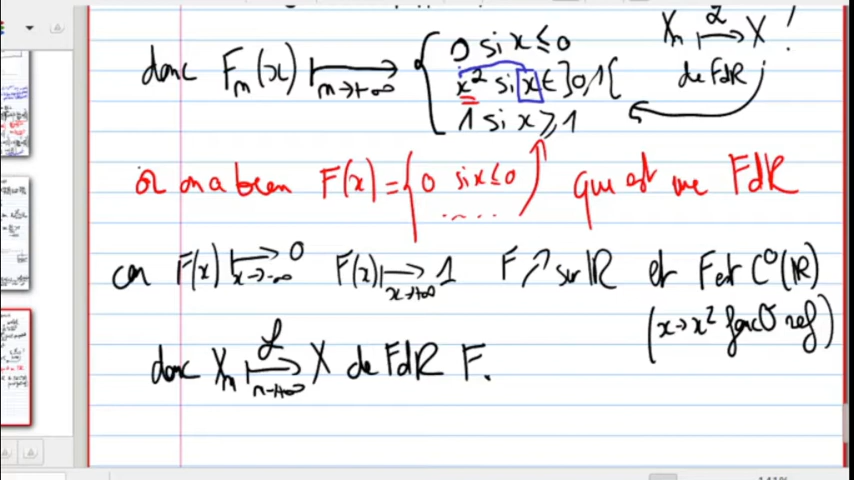 0 si x ≤ 0
X_n ⟼^ℒ X !
donc F_n(x) ⟼_{n→+∞} { x² si x ∈ ]0,1[
de FdR
1 si x ≥ 1
or on a bien F(x) = { 0 si x ≤ 0 qui est une FdR
.......
car F(x) ⟼_{x→-∞} 0 F(x) ⟼_{x→+∞} 1 F ↗ sur ℝ et F est C⁰(ℝ)
(x → x² fonct° ref)
donc X_n ⟼^ℒ_{n→+∞} X de FdR F.